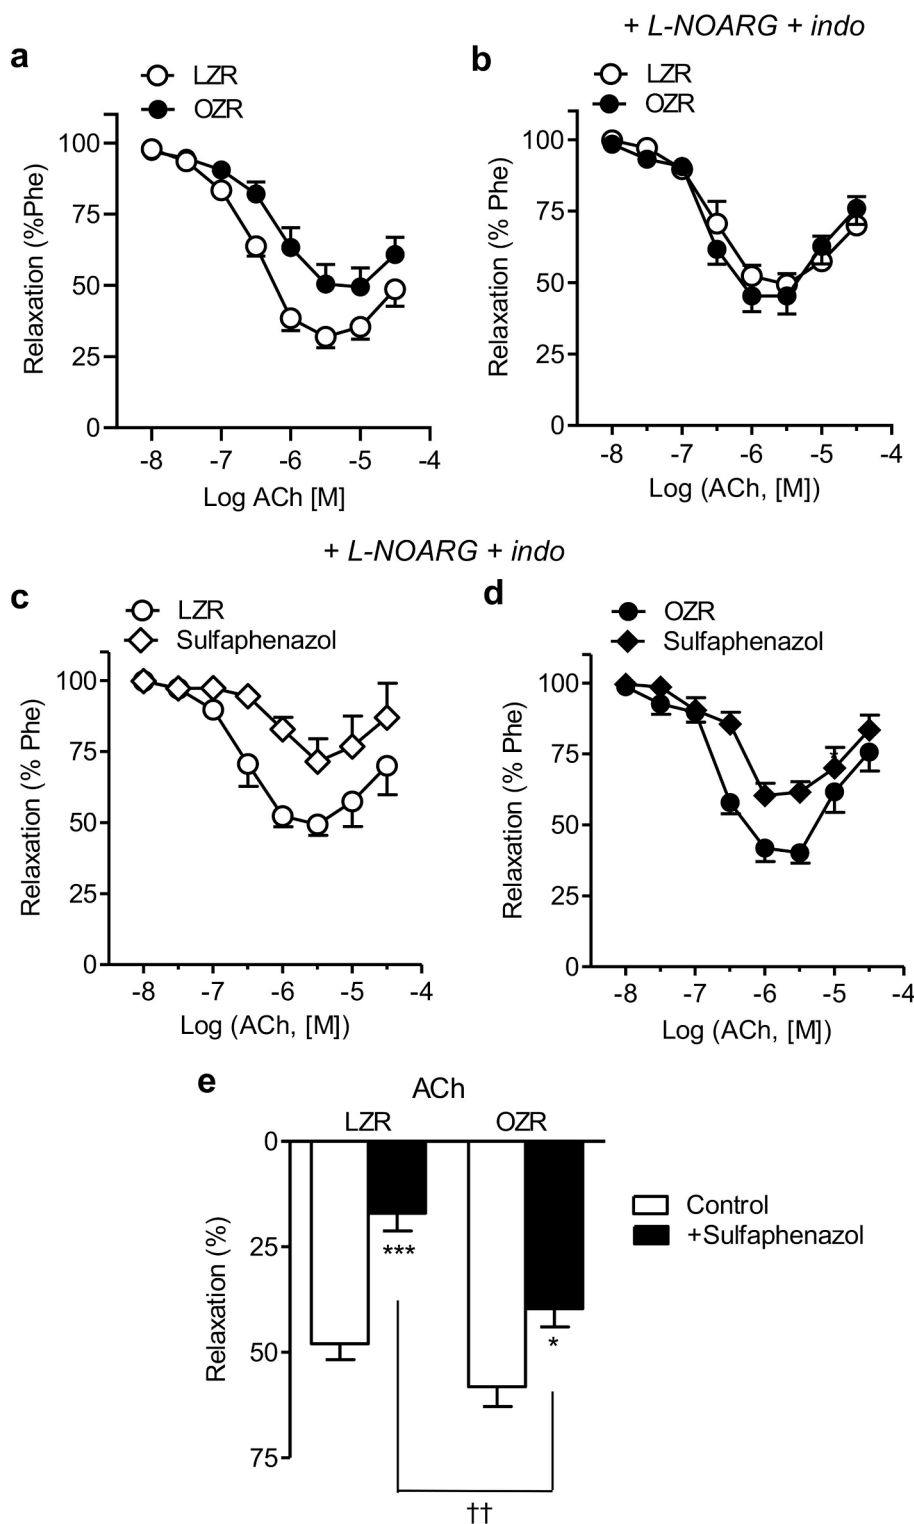 + L-NOARG + indo
a
LZR
OZR
Relaxation (%Phe)
100
75
50
25
0
-8 -7 -6 -5 -4
Log ACh [M]
b
LZR
OZR
Relaxation (% Phe)
100
75
50
25
0
-8 -7 -6 -5 -4
Log (ACh, [M])
+ L-NOARG + indo
c
LZR
Sulfaphenazol
Relaxation (% Phe)
100
75
50
25
0
-8 -7 -6 -5 -4
Log (ACh, [M])
d
OZR
Sulfaphenazol
Relaxation (% Phe)
100
75
50
25
0
-8 -7 -6 -5 -4
Log (ACh, [M])
e
ACh
LZR OZR
Relaxation (%)
0
25
50
75
***
*
††
Control
+Sulfaphenazol